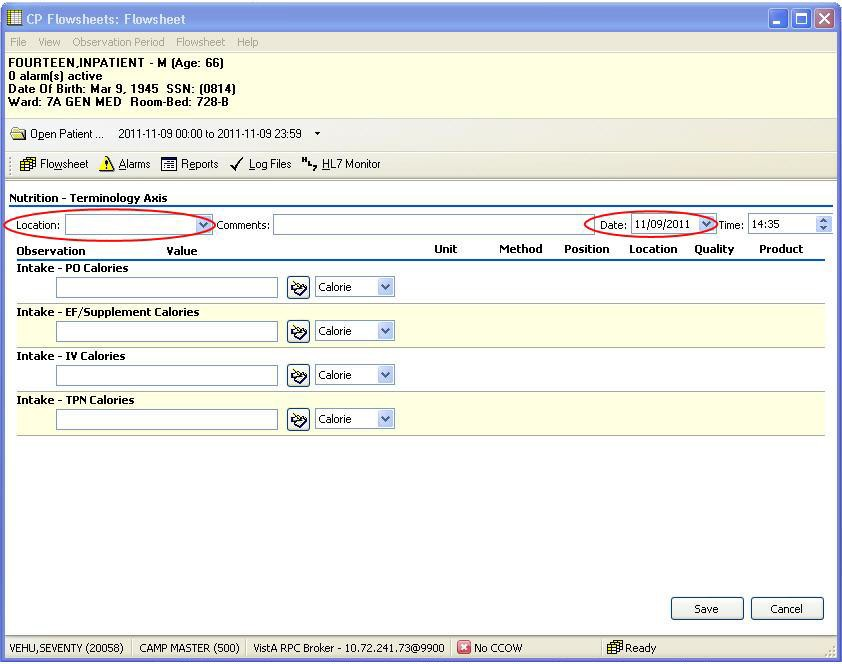 CP Flowsheets: Flowsheet
File View Observation Period Flowsheet Help
FOURTEEN,INPATIENT - M (Age: 66)
0 alarm(s) active
Date Of Birth: Mar 9, 1945 SSN: (0814)
Ward: 7A GEN MED Room-Bed: 728-B
Open Patient ... 2011-11-09 00:00 to 2011-11-09 23:59
Flowsheet Alarms Reports Log Files HL7 HL7 Monitor
Nutrition - Terminology Axis
Location: Comments: Date: 11/09/2011 Time: 14:35
Observation Value Unit Method Position Location Quality Product
Intake - PO Calories
Calorie
Intake - EF/Supplement Calories
Calorie
Intake - IV Calories
Calorie
Intake - TPN Calories
Calorie
Save Cancel
VEHU,SEVENTY (20058) CAMP MASTER (500) VistA RPC Broker - 10.72.241.73@9900 No CCOW Ready